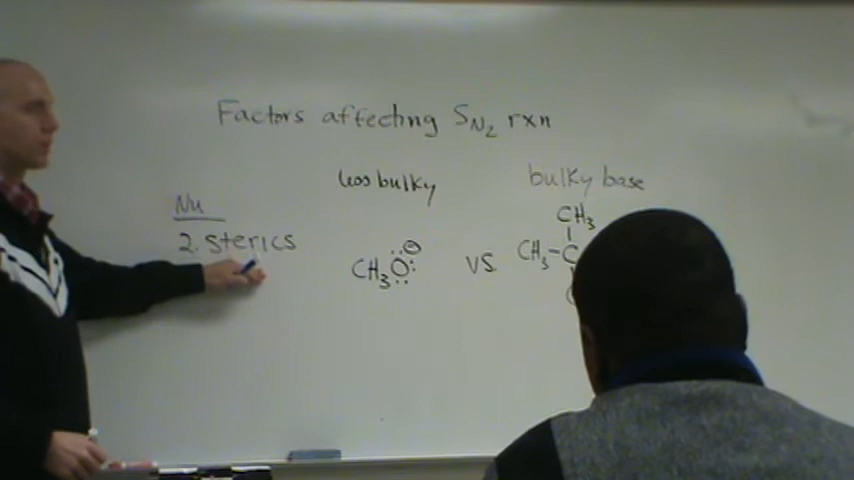 Factors affecting SN2 rxn
less bulky
bulky base
Nu
2. sterics
CH3O:⊖
vs
CH3
CH3-C